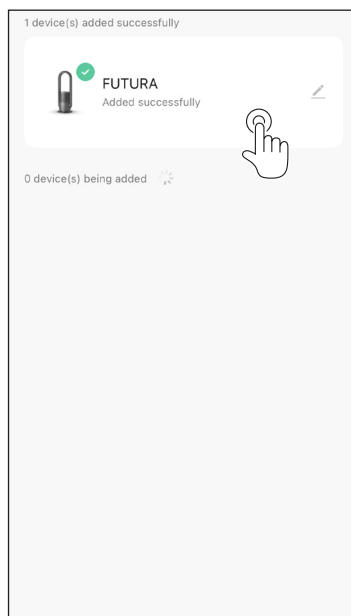 1 device(s) added successfully
FUTURA
Added successfully
0 device(s) being added